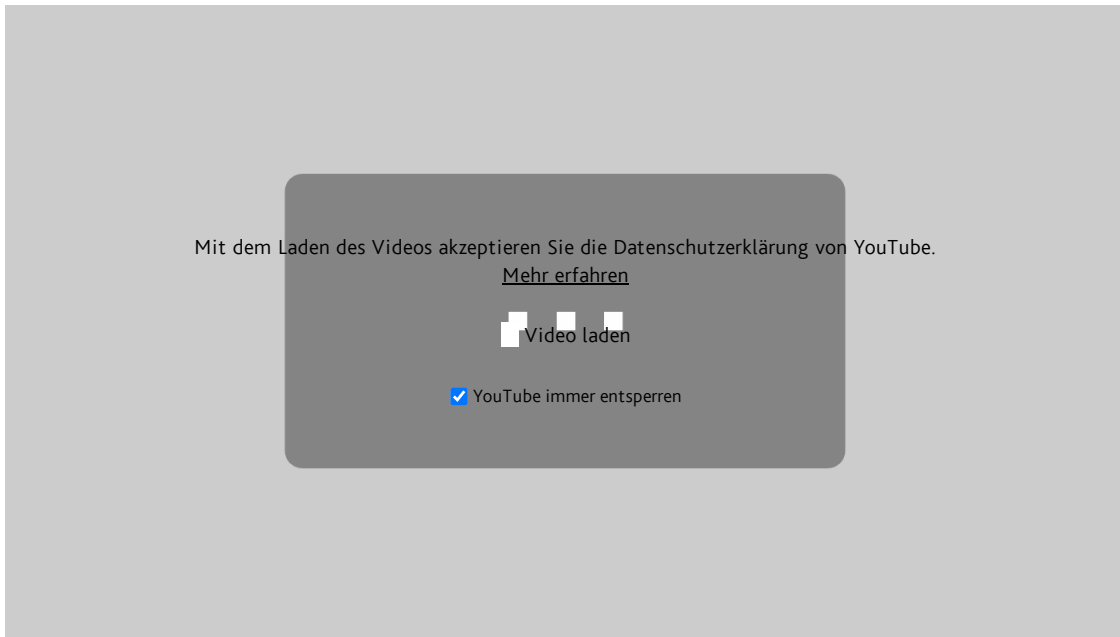 Mit dem Laden des Videos akzeptieren Sie die Datenschutzerklärung von YouTube.
Mehr erfahren
Video laden
YouTube immer entsperren